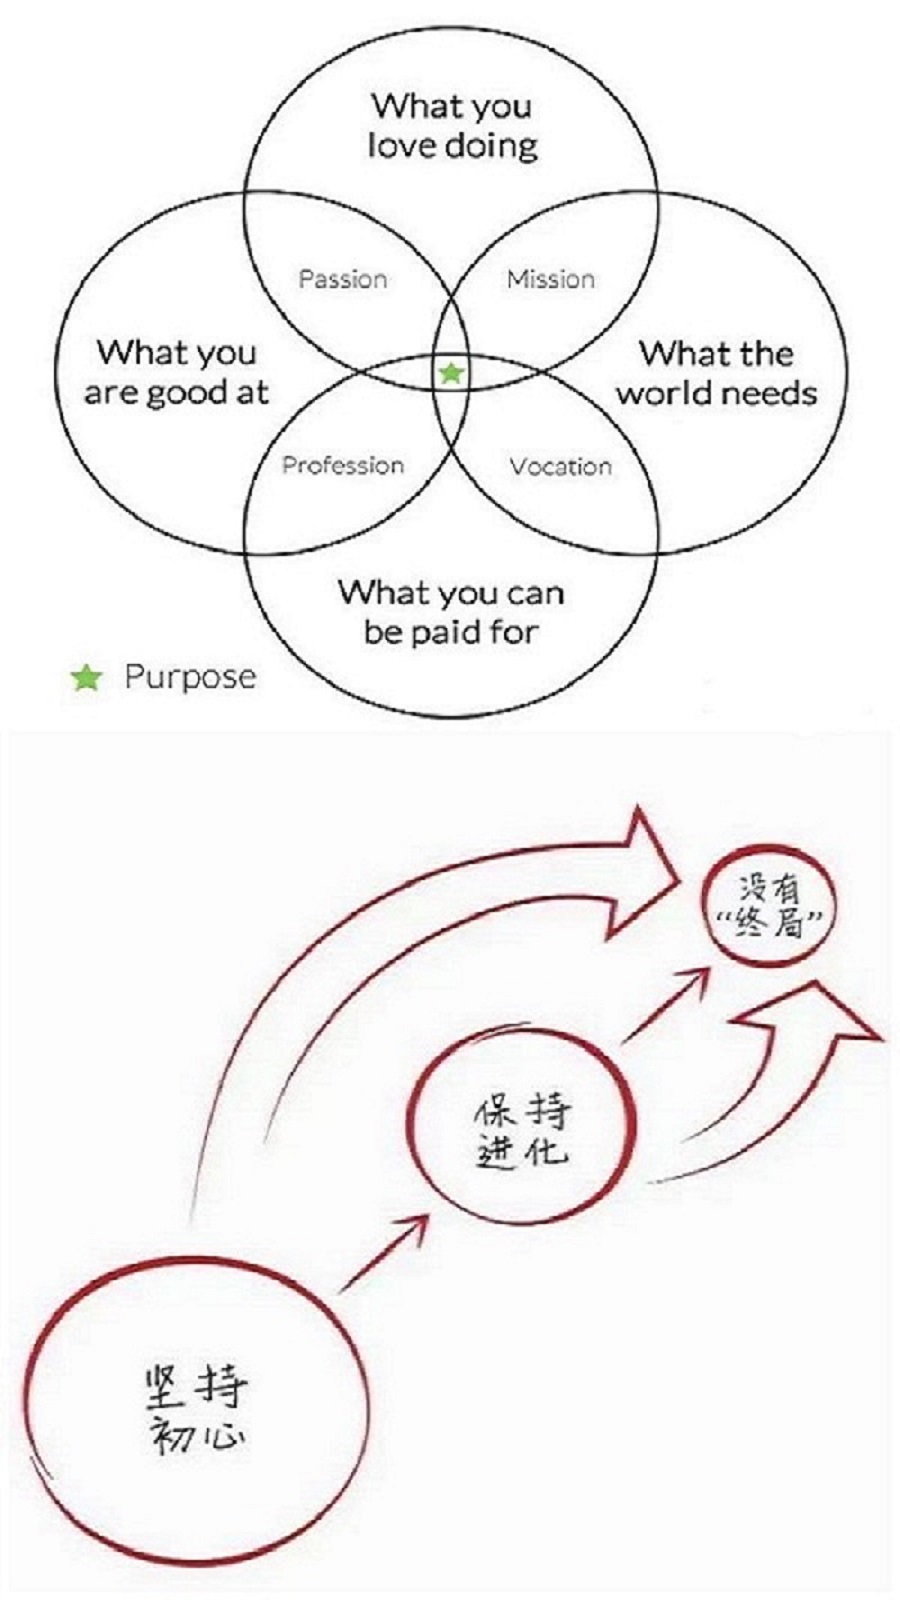 What you
love doing
Passion
Mission
What you
are good at
What the
world needs
Profession
Vocation
What you can
be paid for
Purpose
没有
“终局”
保持
进化
坚持
初心